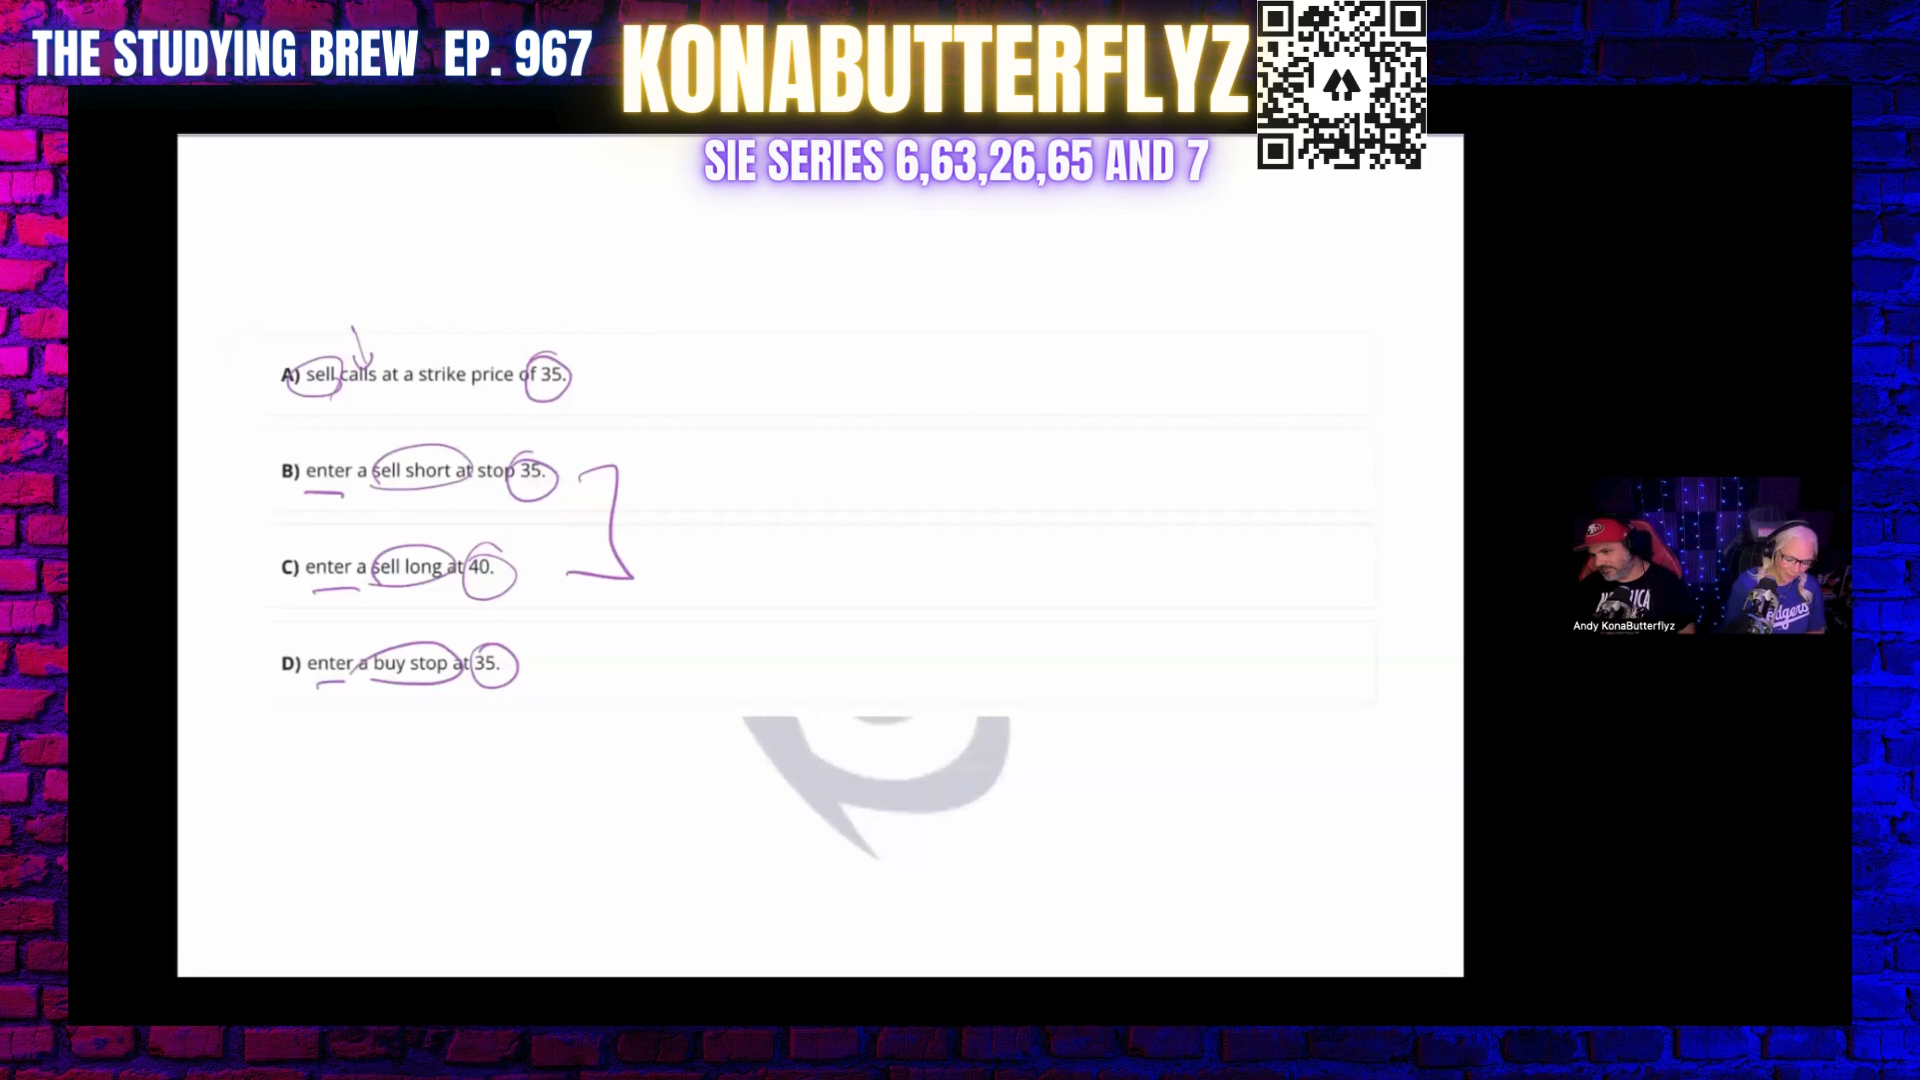 THE STUDYING BREW EP. 967
KONABUTTERFLYZ
SIE SERIES 6,63,26,65 AND 7
A) sell calls at a strike price of 35.
B) enter a sell short at stop 35.
C) enter a sell long at 40.
D) enter a buy stop at 35.
Andy KonaButterflyz